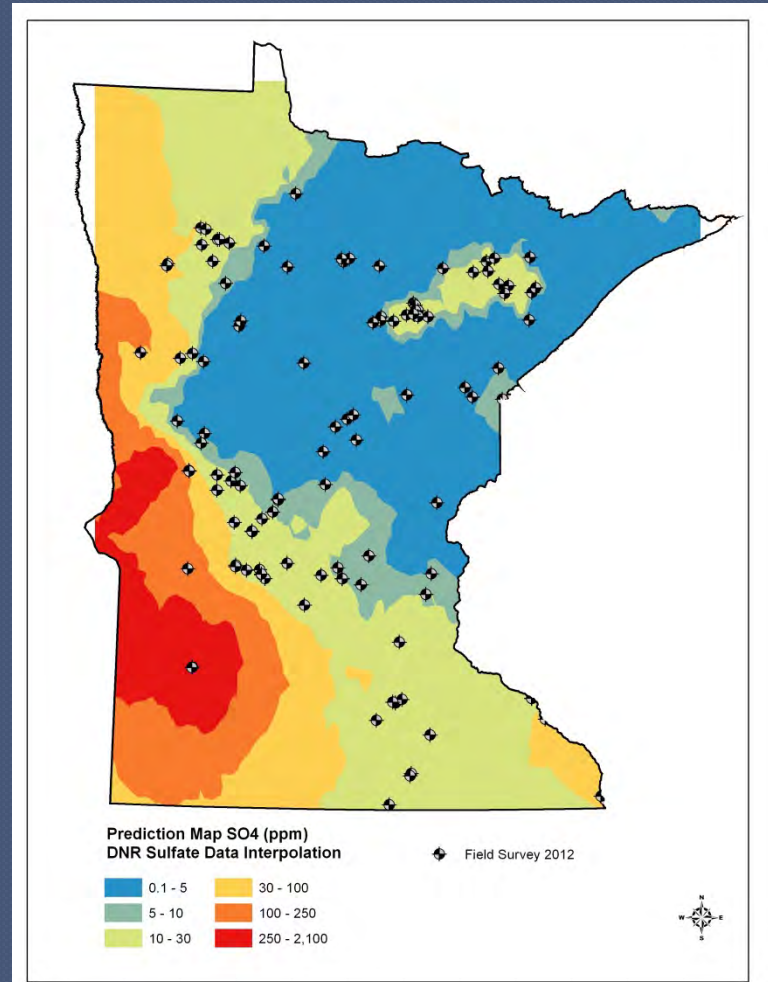 Prediction Map SO4 (ppm)
DNR Sulfate Data Interpolation
Field Survey 2012
0.1 - 5
30 - 100
5 - 10
100 - 250
10 - 30
250 - 2,100
N
W E
S